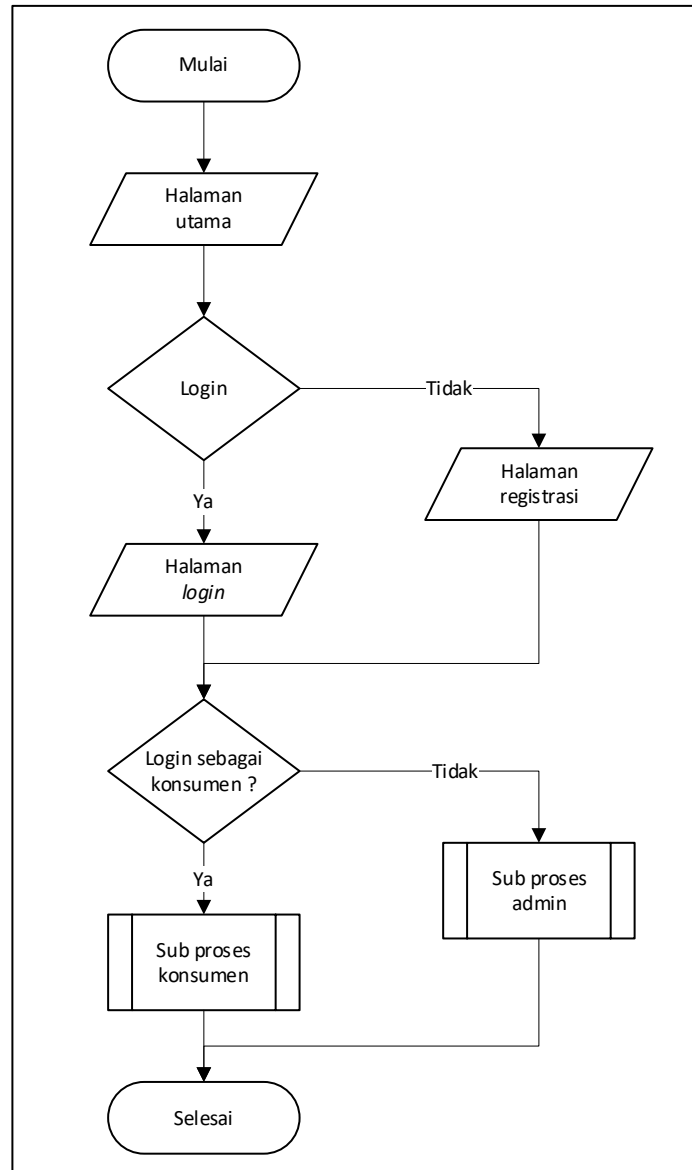 Mulai
Halaman
utama
Login
Tidak
Halaman
registrasi
Ya
Halaman
login
Login sebagai
konsumen ?
Tidak
Sub proses
admin
Ya
Sub proses
konsumen
Selesai